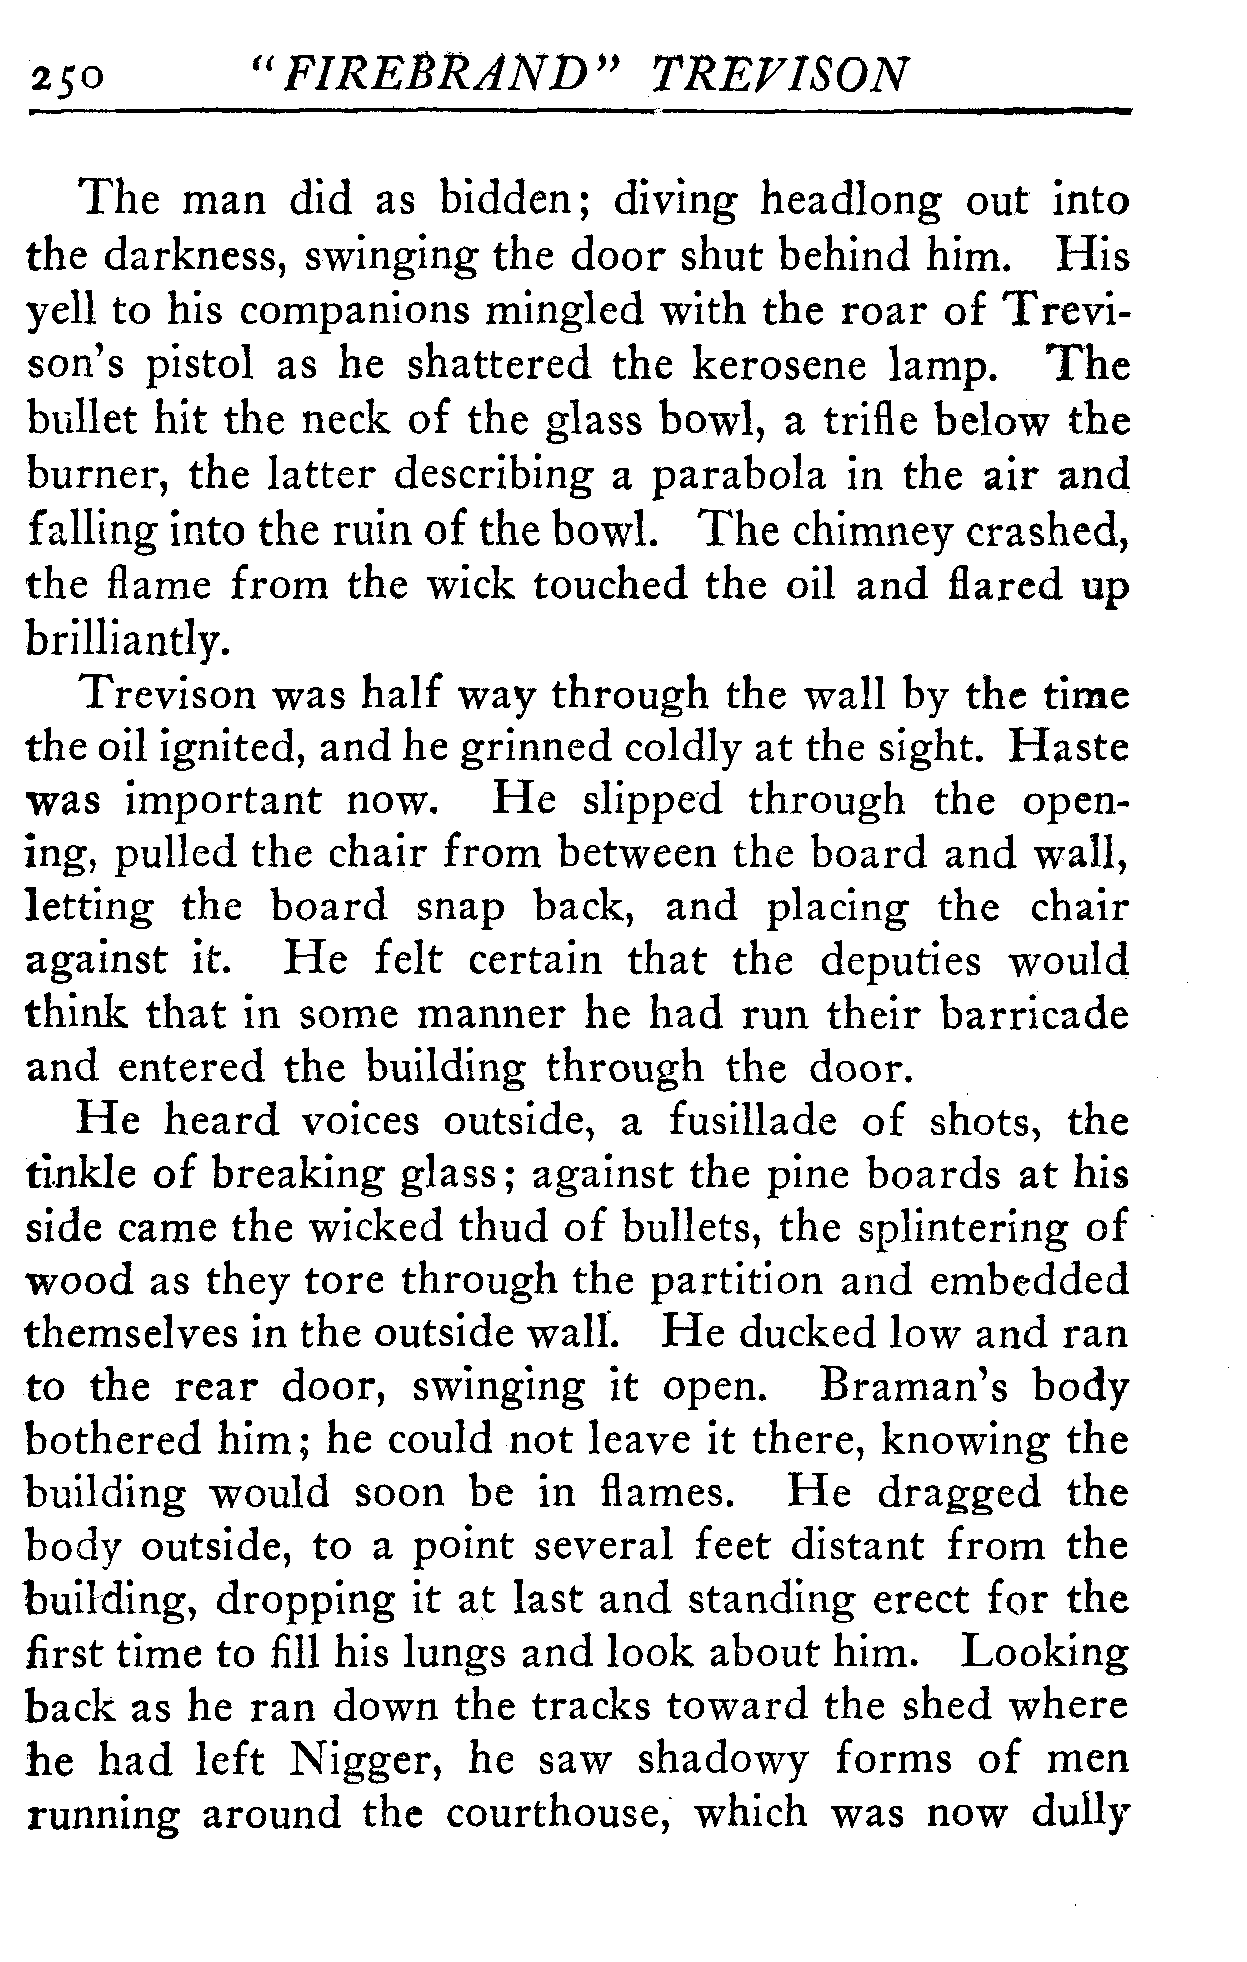 250 "FIREBRAND" TREVISON
The man did as bidden; diving headlong out into
the darkness, swinging the door shut behind him. His
yell to his companions mingled with the roar of Trevi-
son's pistol as he shattered the kerosene lamp. The
bullet hit the neck of the glass bowl, a trifle below the
burner, the latter describing a parabola in the air and
falling into the ruin of the bowl. The chimney crashed,
the flame from the wick touched the oil and flared up
brilliantly.
Trevison was half way through the wall by the time
the oil ignited, and he grinned coldly at the sight. Haste
was important now. He slipped through the open-
ing, pulled the chair from between the board and wall,
letting the board snap back, and placing the chair
against it. He felt certain that the deputies would
think that in some manner he had run their barricade
and entered the building through the door.
He heard voices outside, a fusillade of shots, the
tinkle of breaking glass; against the pine boards at his
side came the wicked thud of bullets, the splintering of
wood as they tore through the partition and embedded
themselves in the outside wall. He ducked low and ran
to the rear door, swinging it open. Braman's body
bothered him; he could not leave it there, knowing the
building would soon be in flames. He dragged the
body outside, to a point several feet distant from the
building, dropping it at last and standing erect for the
first time to fill his lungs and look about him. Looking
back as he ran down the tracks toward the shed where
he had left Nigger, he saw shadowy forms of men
running around the courthouse, which was now dully